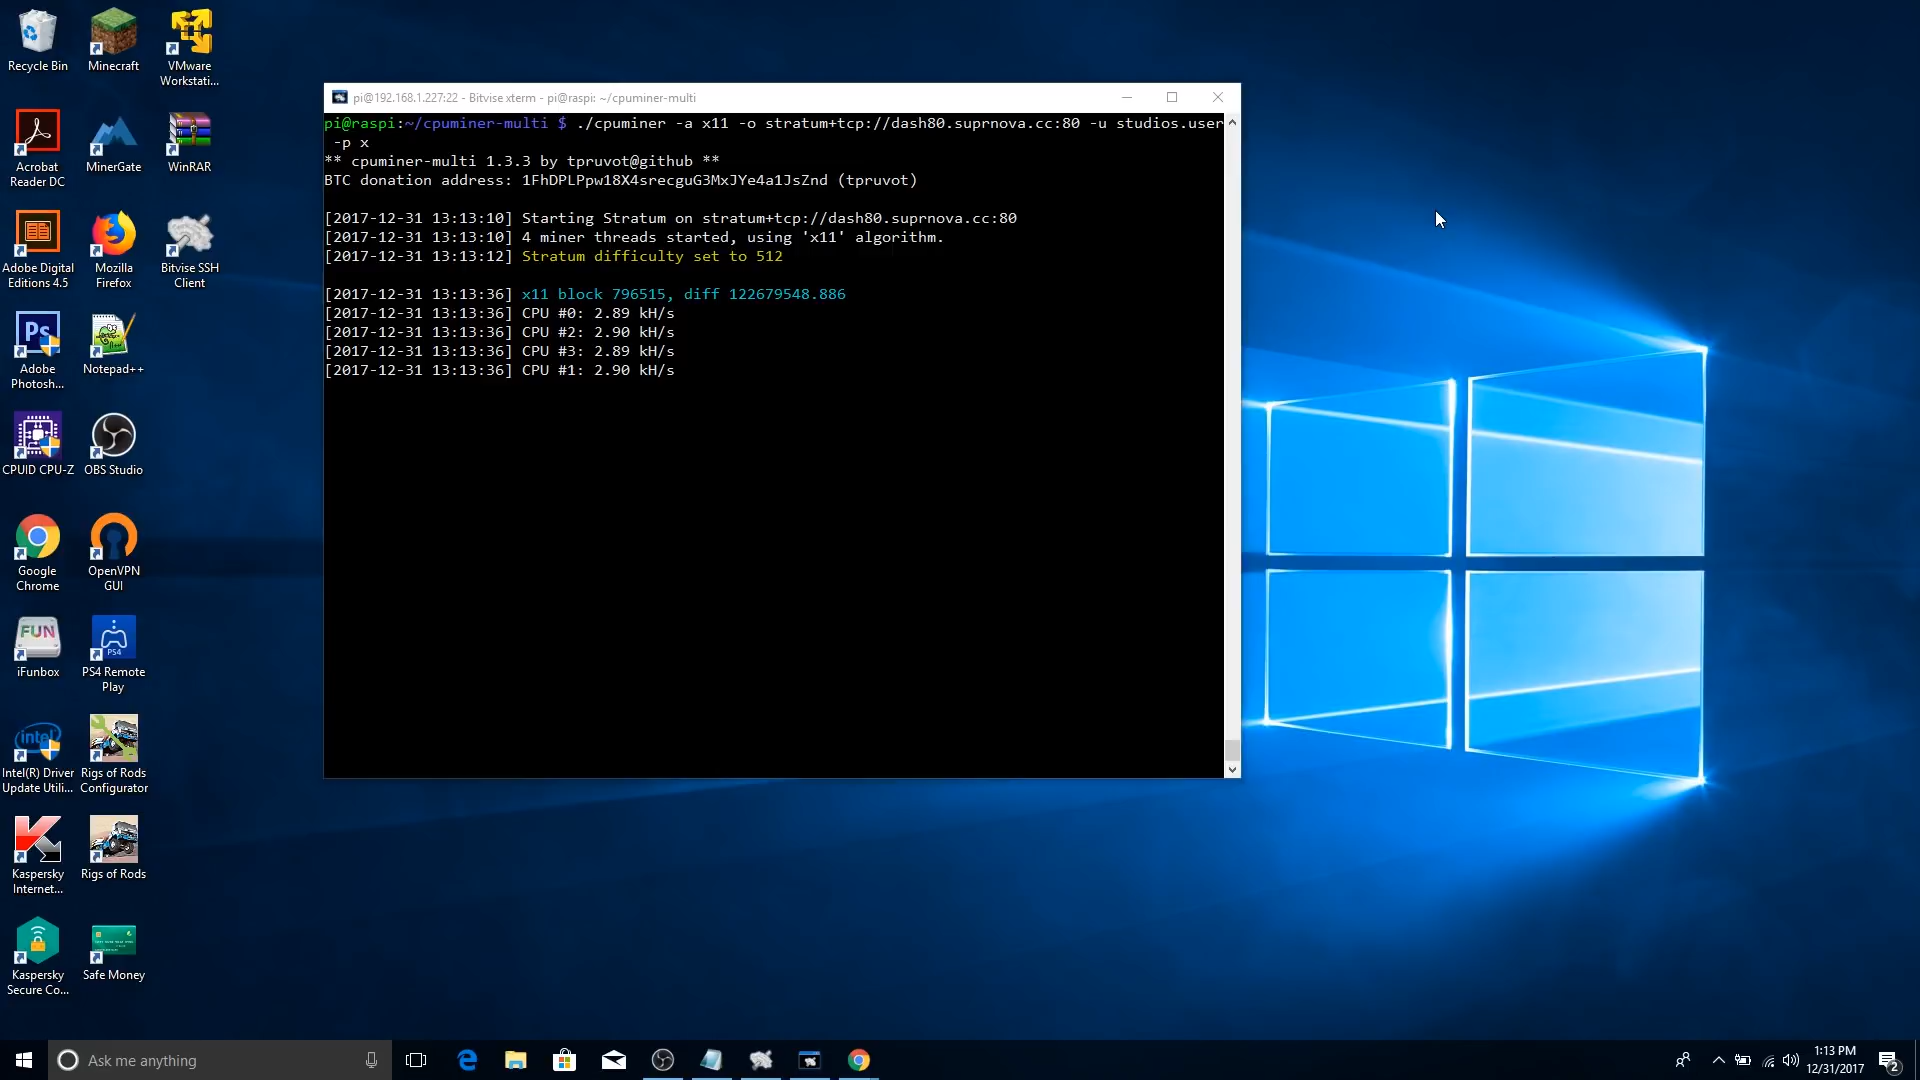 Recycle Bin
Minecraft
VMware
Workstati...
Acrobat
Reader DC
MinerGate
WinRAR
Adobe Digital
Editions 4.5
Mozilla
Firefox
Bitvise SSH
Client
Ps
Adobe
Photosh...
Notepad++
CPUID CPU-Z
OBS Studio
Google
Chrome
OpenVPN
GUI
FUN
iFunbox
PS4
PS4 Remote
Play
intel
Intel(R) Driver
Update Utili...
Rigs of Rods
Configurator
Kaspersky
Internet...
Rigs of Rods
Kaspersky
Secure Co...
Safe Money
pi@192.168.1.227:22 - Bitvise xterm - pi@raspi: ~/cpuminer-multi
pi@raspi:~/cpuminer-multi $ ./cpuminer -a x11 -o stratum+tcp://dash80.suprnova.cc:80 -u studios.user
-p x
** cpuminer-multi 1.3.3 by tpruvot@github **
BTC donation address: 1FhDPLPpw18X4srecguG3MxJYe4a1JsZnd (tpruvot)
[2017-12-31 13:13:10] Starting Stratum on stratum+tcp://dash80.suprnova.cc:80
[2017-12-31 13:13:10] 4 miner threads started, using 'x11' algorithm.
[2017-12-31 13:13:12] Stratum difficulty set to 512
[2017-12-31 13:13:36] x11 block 796515, diff 122679548.886
[2017-12-31 13:13:36] CPU #0: 2.89 kH/s
[2017-12-31 13:13:36] CPU #2: 2.90 kH/s
[2017-12-31 13:13:36] CPU #3: 2.89 kH/s
[2017-12-31 13:13:36] CPU #1: 2.90 kH/s
Ask me anything
1:13 PM
12/31/2017
2